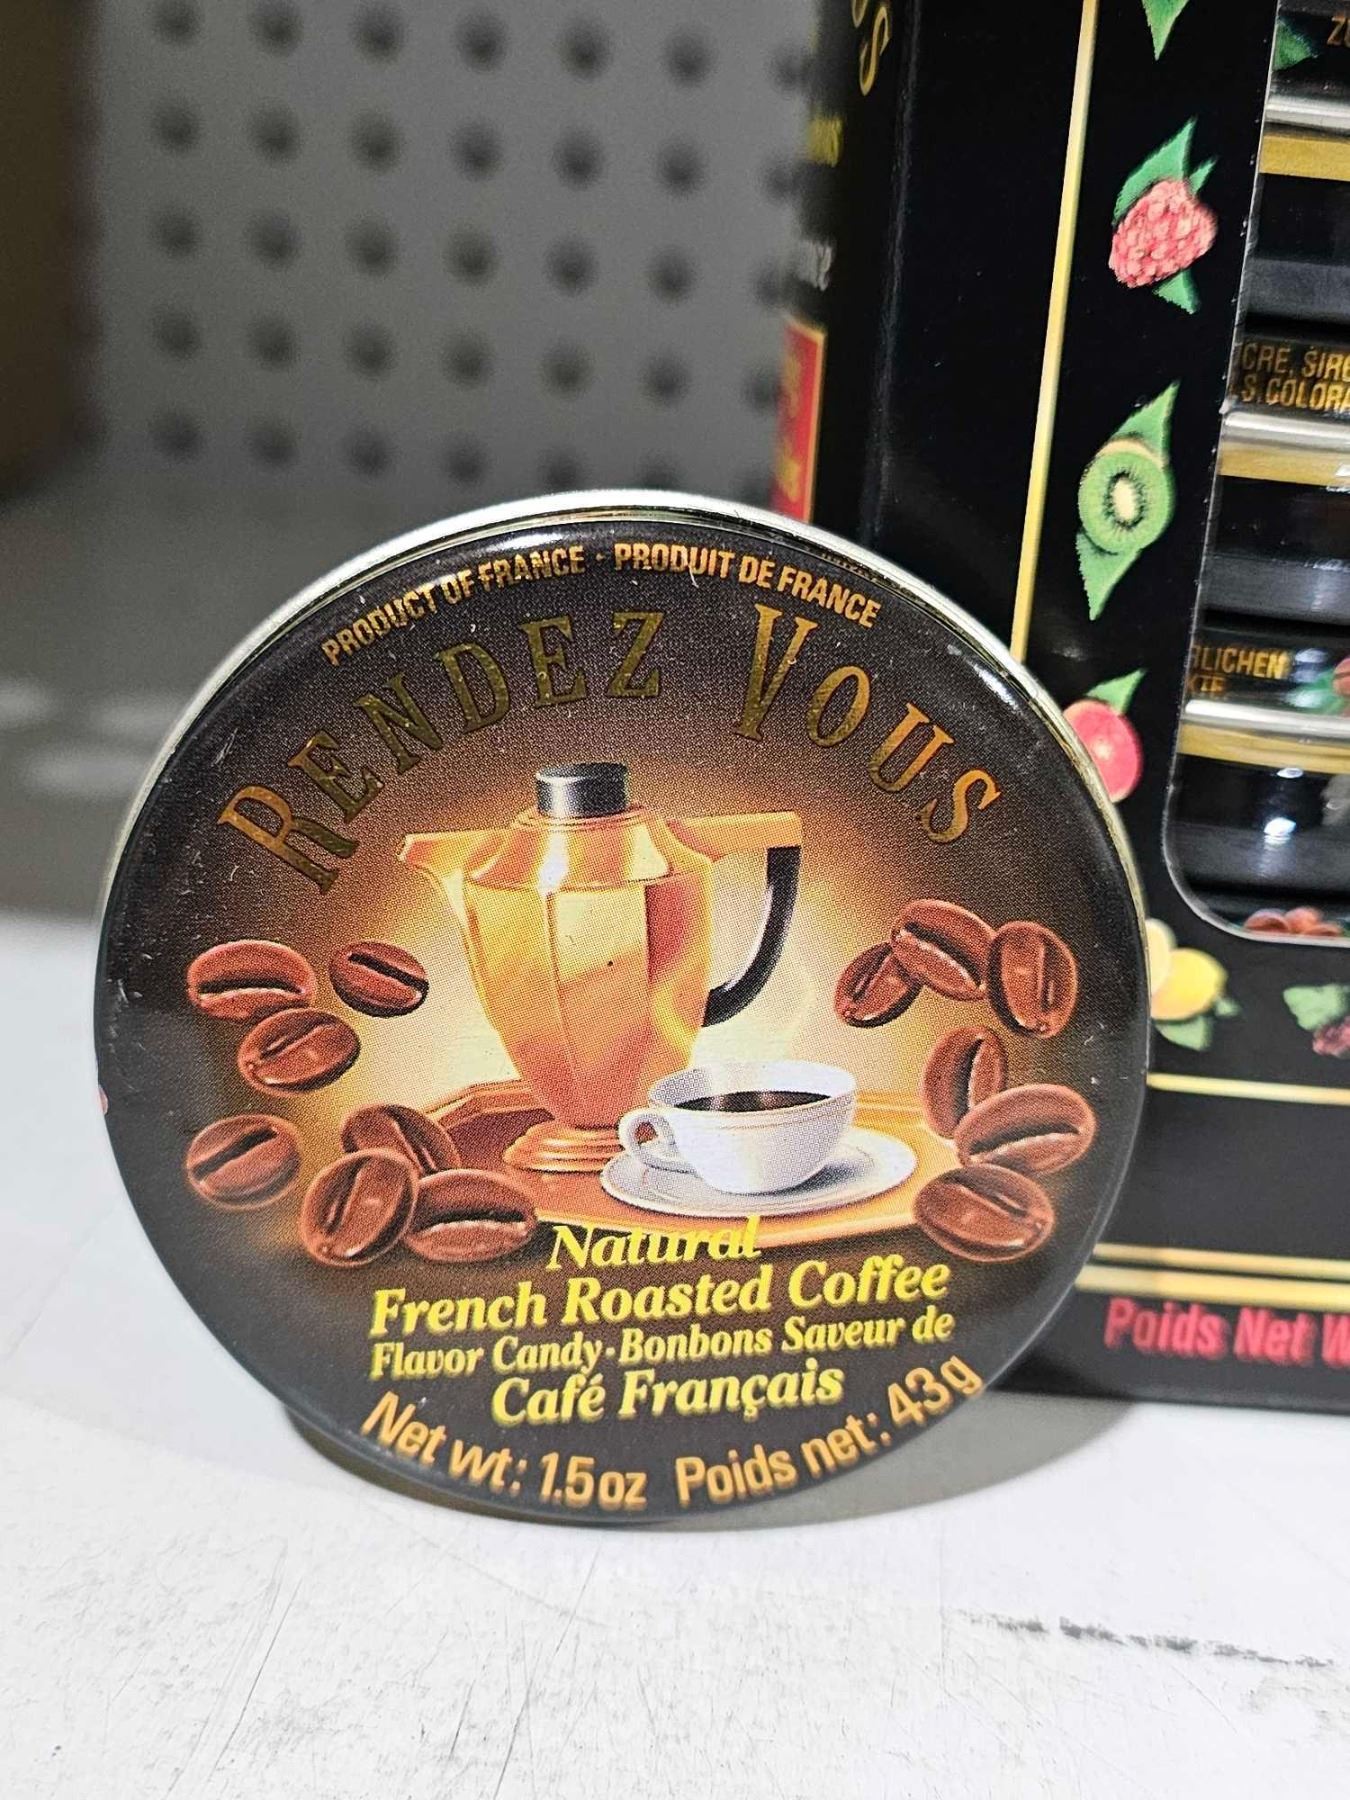 PRODUCT OF FRANCE · PRODUIT DE FRANCE
RENDEZ VOUS
Natural
French Roasted Coffee
Flavor Candy·Bonbons Saveur de
Café Français
Net wt: 1.5oz Poids net: 43g
Poids Net